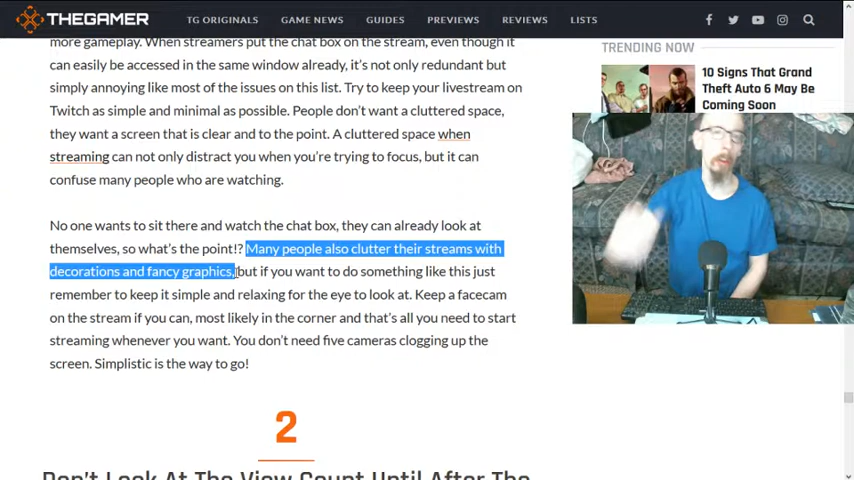 THEGAMER
TG ORIGINALS
GAME NEWS
GUIDES
PREVIEWS
REVIEWS
LISTS
more gameplay. When streamers put the chat box on the stream, even though it
can easily be accessed in the same window already, it's not only redundant but
simply annoying like most of the issues on this list. Try to keep your livestream on
Twitch as simple and minimal as possible. People don't want a cluttered space,
they want a screen that is clear and to the point. A cluttered space when
streaming can not only distract you when you're trying to focus, but it can
confuse many people who are watching.
No one wants to sit there and watch the chat box, they can already look at
themselves, so what's the point!? Many people also clutter their streams with
decorations and fancy graphics, but if you want to do something like this just
remember to keep it simple and relaxing for the eye to look at. Keep a facecam
on the stream if you can, most likely in the corner and that's all you need to start
streaming whenever you want. You don't need five cameras clogging up the
screen. Simplistic is the way to go!
2
Don't Look At The View Count Until After The
TRENDING NOW
10 Signs That Grand
Theft Auto 6 May Be
Coming Soon